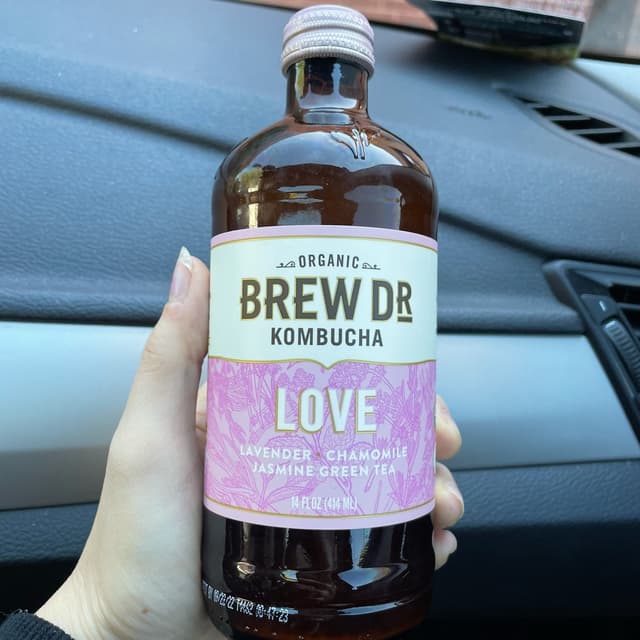 ORGANIC
BREW DR
KOMBUCHA
LOVE
LAVENDER • CHAMOMILE
JASMINE GREEN TEA
14 FL OZ (414 ML)